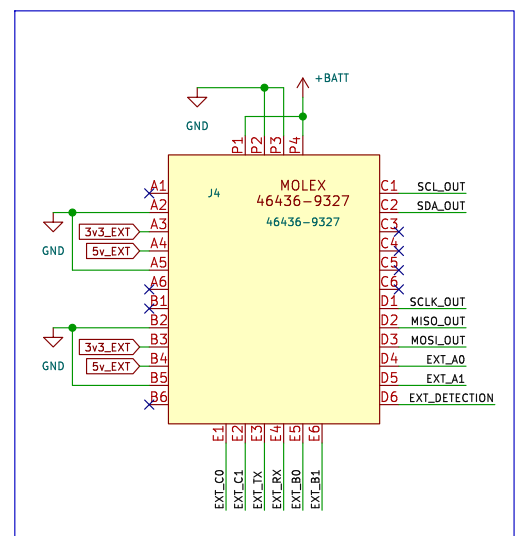 +BATT
GND
P1 P2 P3 P4
J4
MOLEX
46436-9327
46436-9327
A1
A2
A3
A4
A5
A6
B1
B2
B3
B4
B5
B6
3v3_EXT
5v_EXT
GND
3v3_EXT
5v_EXT
GND
C1 SCL_OUT
C2 SDA_OUT
C3
C4
C5
C6
D1 SCLK_OUT
D2 MISO_OUT
D3 MOSI_OUT
D4 EXT_A0
D5 EXT_A1
D6 EXT_DETECTION
E1 E2 E3 E4 E5 E6
EXT_C0
EXT_C1
EXT_TX
EXT_RX
EXT_B0
EXT_B1